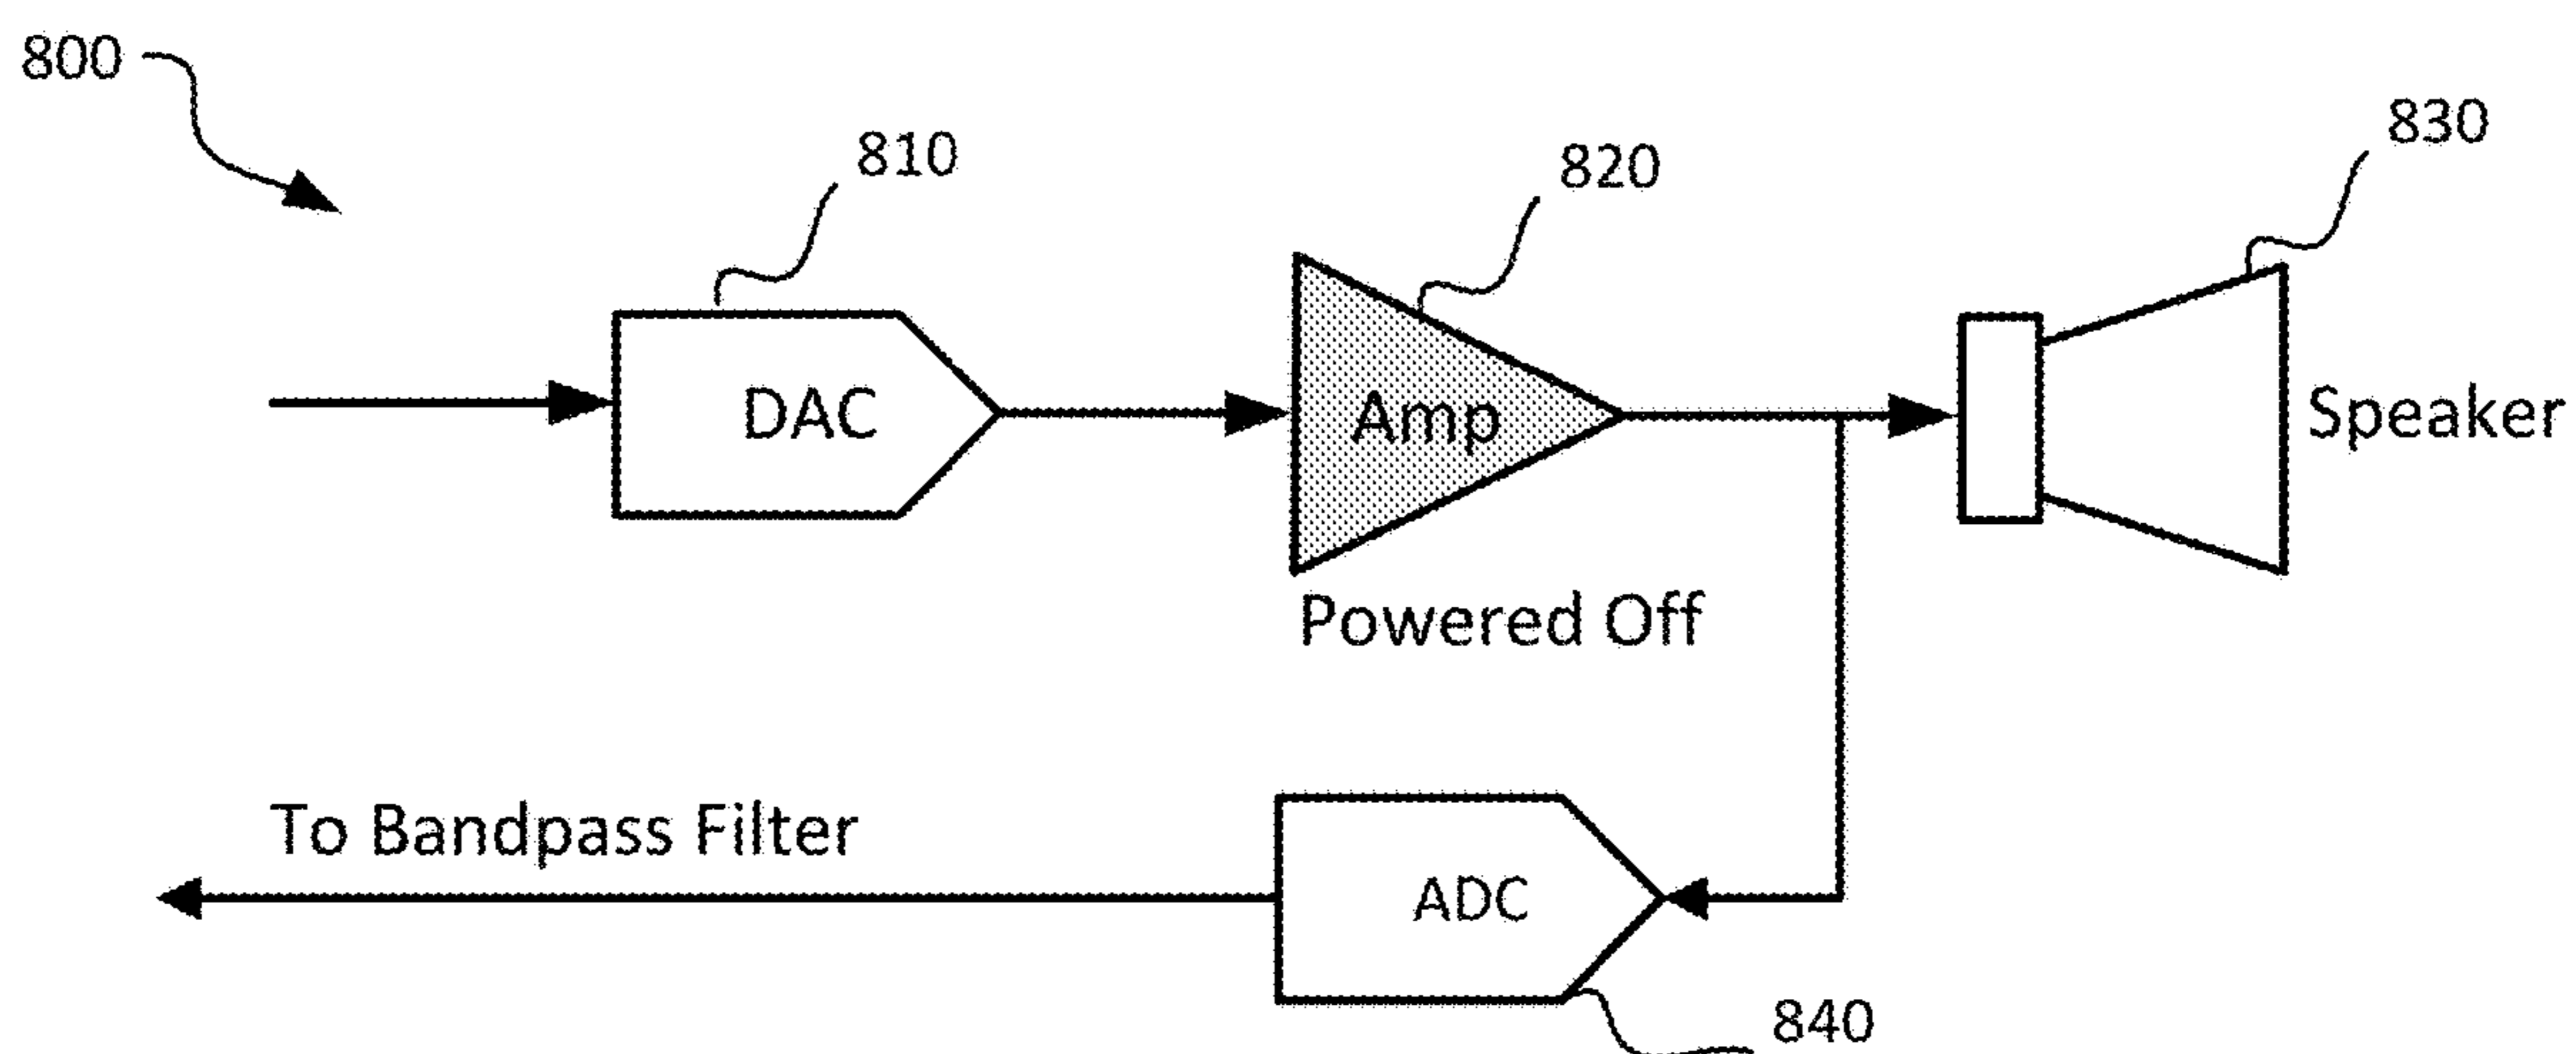 800
810
820
830
DAC
Amp
Speaker
Powered Off
To Bandpass Filter
ADC
840